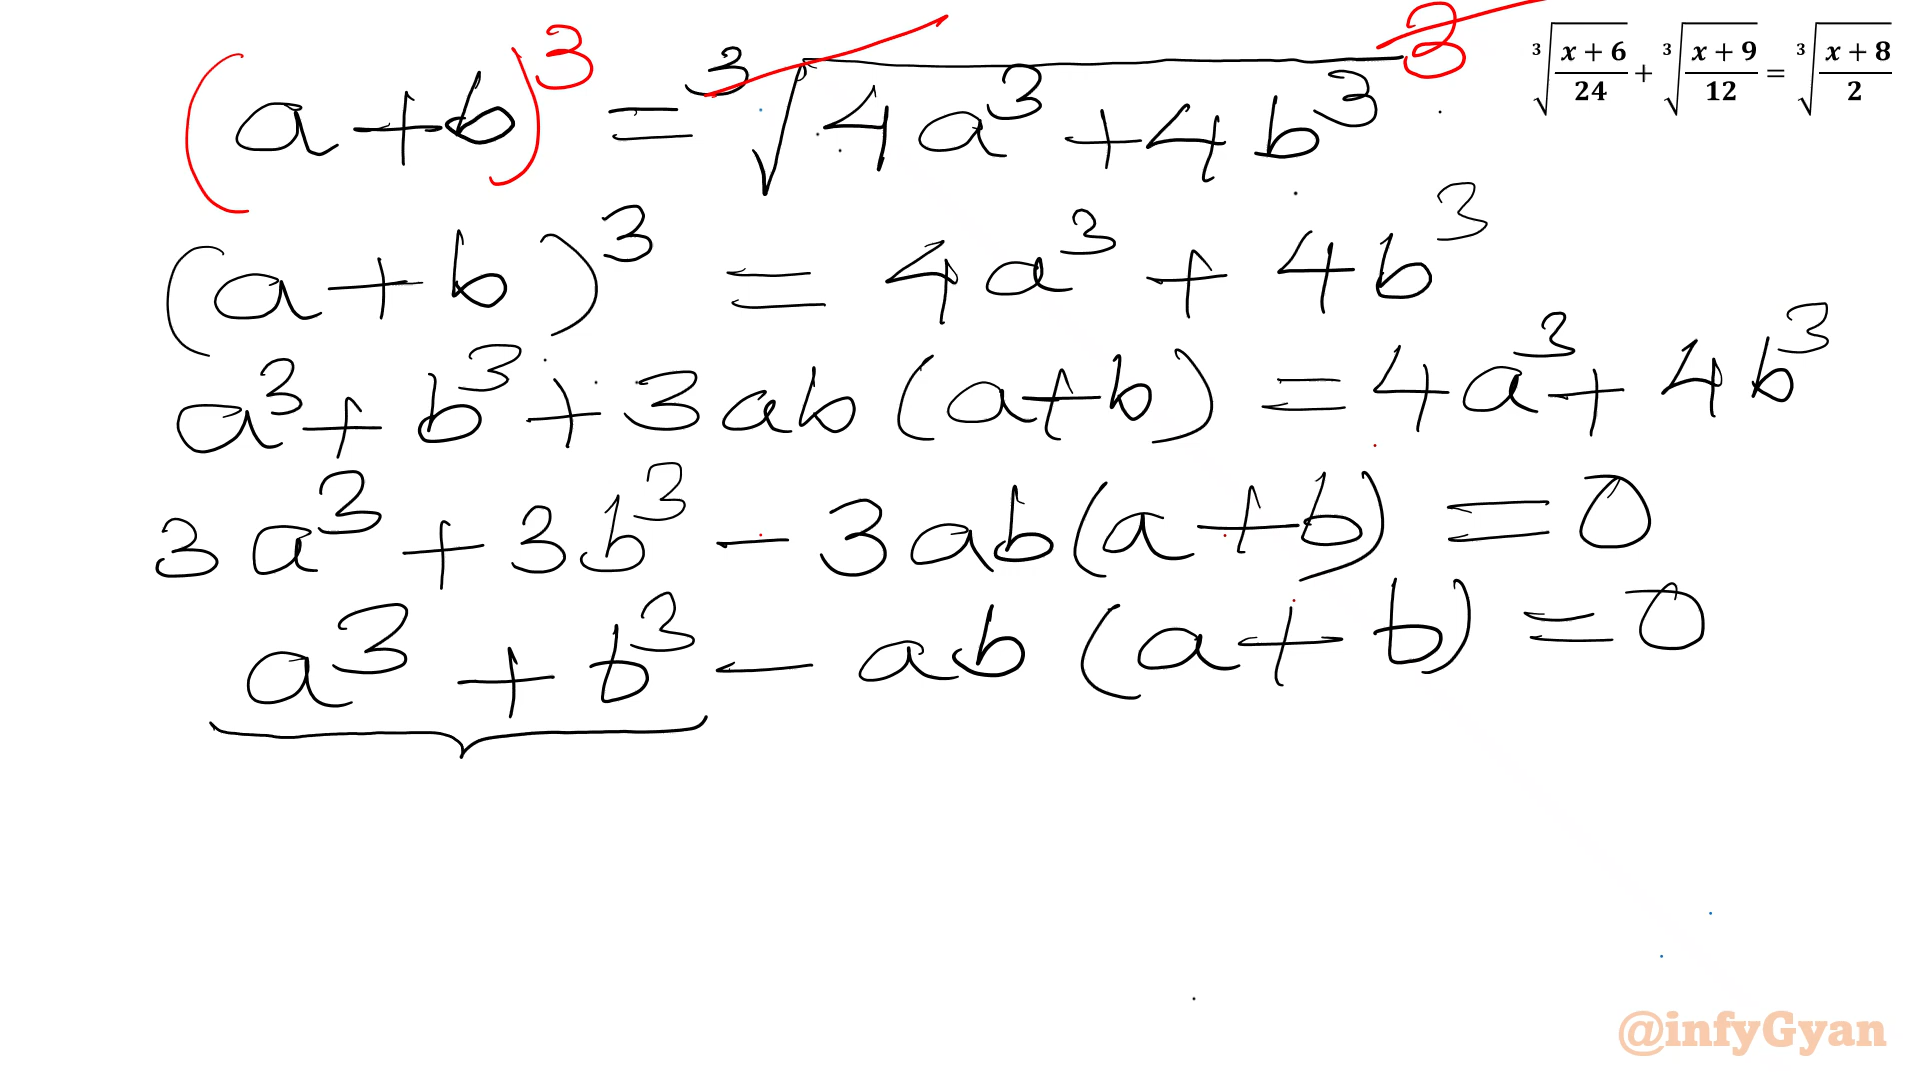 (a+b)³ = ∛(4a³+4b³)³
∛((x+6)/24) + ∛((x+9)/12) = ∛((x+8)/2)
(a+b)³ = 4a³ + 4b³
a³ + b³ + 3ab(a+b) = 4a³ + 4b³
3a³ + 3b³ - 3ab(a+b) = 0
a³ + b³ - ab(a+b) = 0
@infyGyan